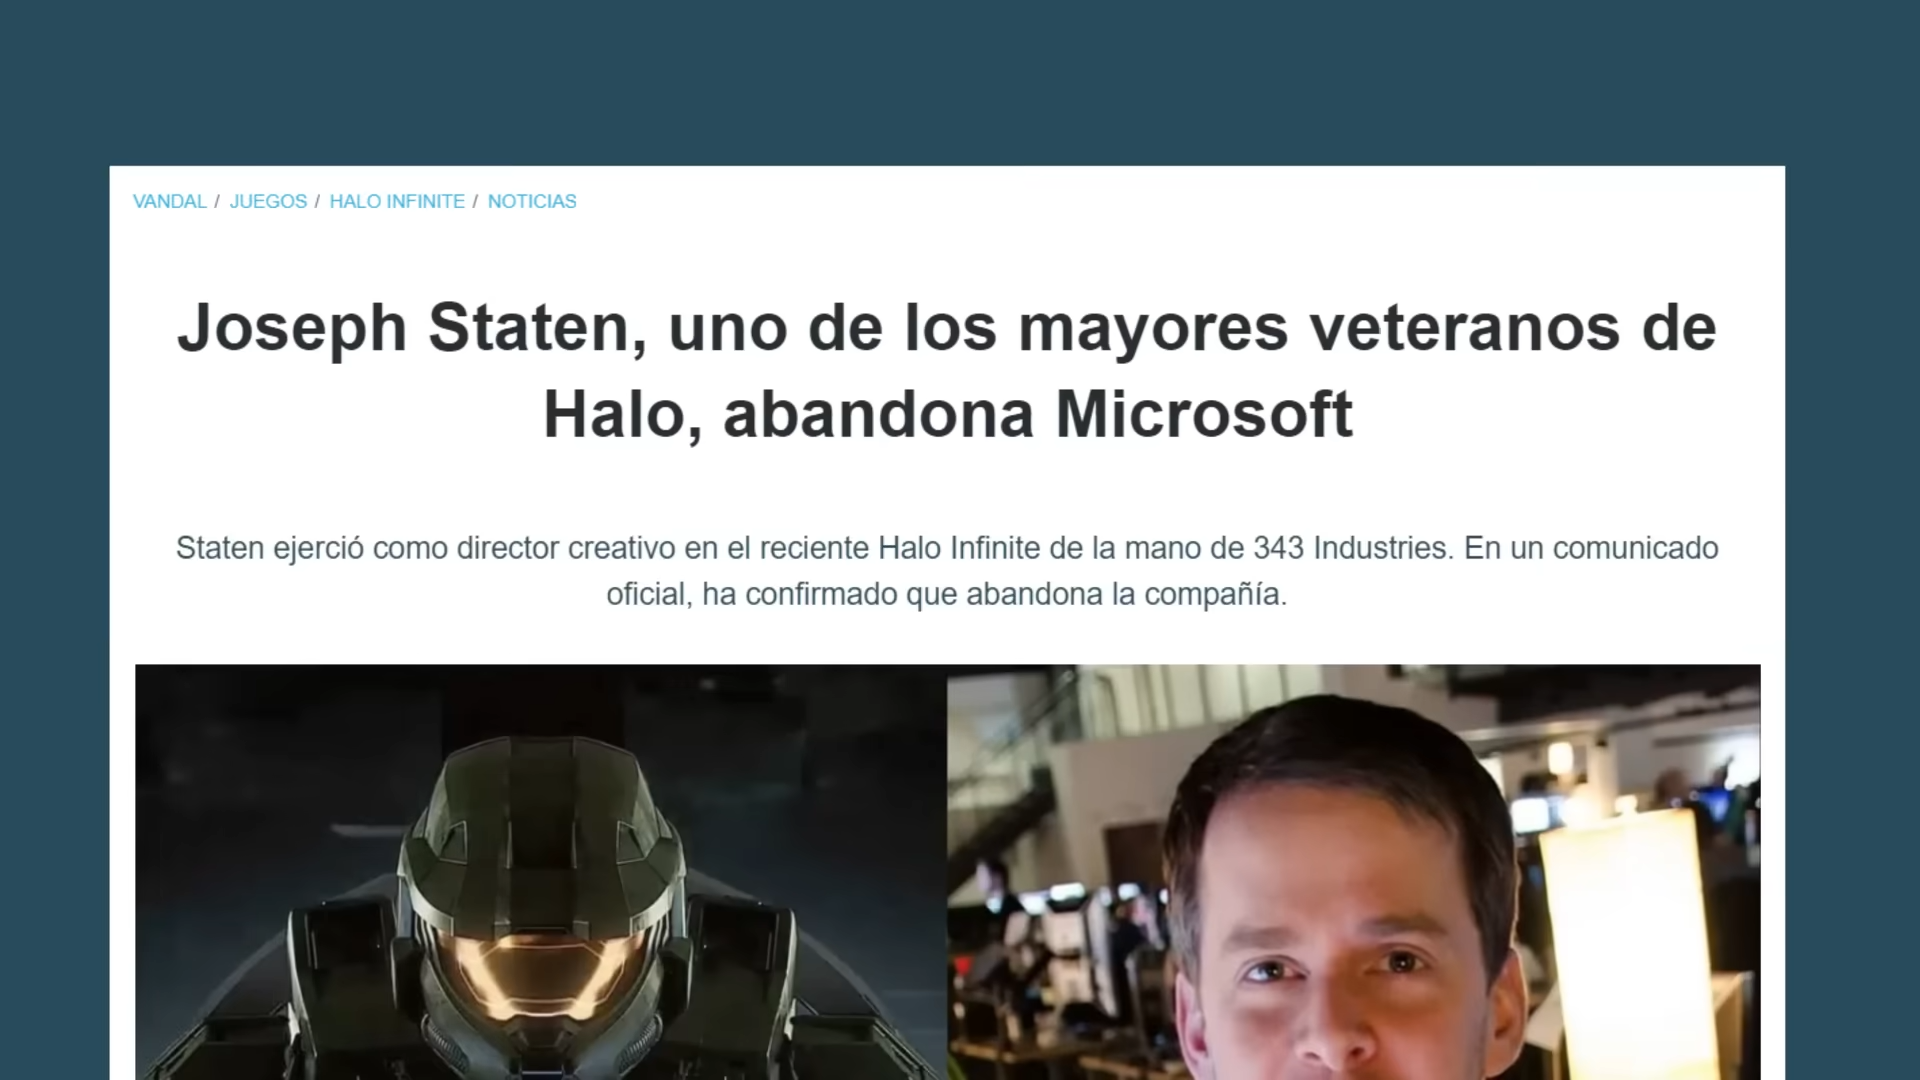 VANDAL / JUEGOS / HALO INFINITE / NOTICIAS
Joseph Staten, uno de los mayores veteranos de
Halo, abandona Microsoft
Staten ejerció como director creativo en el reciente Halo Infinite de la mano de 343 Industries. En un comunicado
oficial, ha confirmado que abandona la compañía.